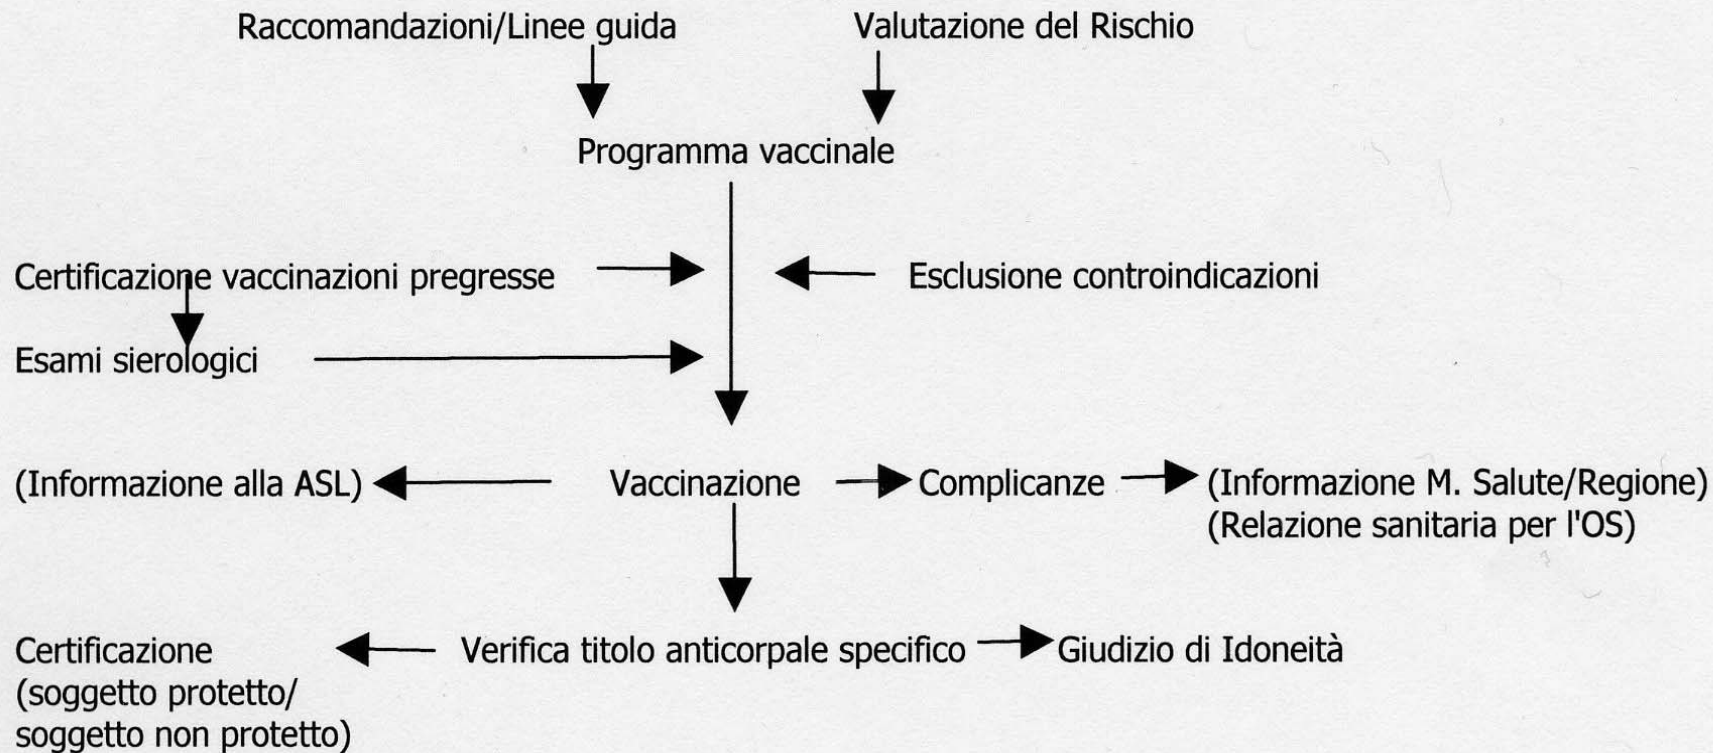 Raccomandazioni/Linee guida
Valutazione del Rischio
Programma vaccinale
Certificazione vaccinazioni pregresse
Esclusione controindicazioni
Esami sierologici
(Informazione alla ASL)
Vaccinazione
Complicanze
(Informazione M. Salute/Regione)
(Relazione sanitaria per l'OS)
Certificazione
(soggetto protetto/
soggetto non protetto)
Verifica titolo anticorpale specifico
Giudizio di Idoneità